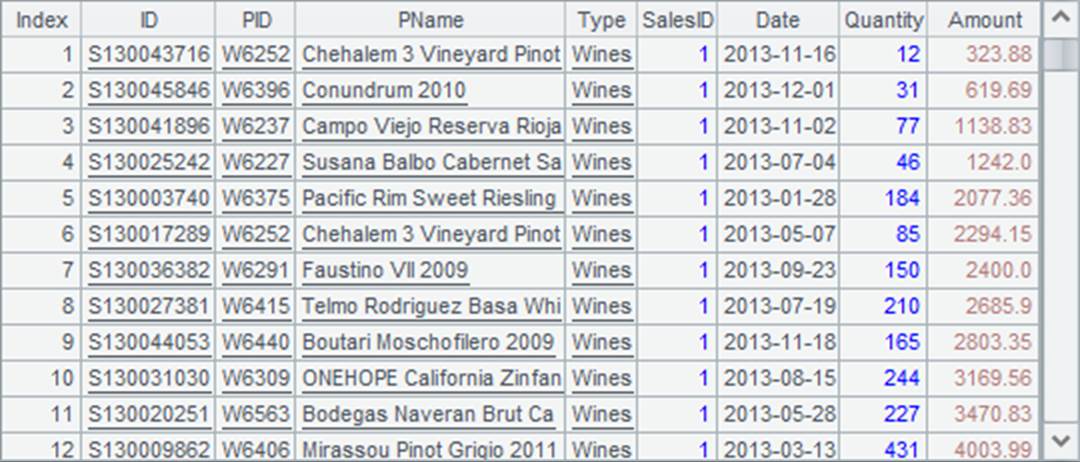 Index ID PID PName Type SalesID Date Quantity Amount
1 S130043716 W6252 Chehalem 3 Vineyard Pinot Wines 1 2013-11-16 12 323.88
2 S130045846 W6396 Conundrum 2010 Wines 1 2013-12-01 31 619.69
3 S130041896 W6237 Campo Viejo Reserva Rioja Wines 1 2013-11-02 77 1138.83
4 S130025242 W6227 Susana Balbo Cabernet Sa Wines 1 2013-07-04 46 1242.0
5 S130003740 W6375 Pacific Rim Sweet Riesling Wines 1 2013-01-28 184 2077.36
6 S130017289 W6252 Chehalem 3 Vineyard Pinot Wines 1 2013-05-07 85 2294.15
7 S130036382 W6291 Faustino VII 2009 Wines 1 2013-09-23 150 2400.0
8 S130027381 W6415 Telmo Rodriguez Basa Whi Wines 1 2013-07-19 210 2685.9
9 S130044053 W6440 Boutari Moschofilero 2009 Wines 1 2013-11-18 165 2803.35
10 S130031030 W6309 ONEHOPE California Zinfan Wines 1 2013-08-15 244 3169.56
11 S130020251 W6563 Bodegas Naveran Brut Ca Wines 1 2013-05-28 227 3470.83
12 S130009862 W6406 Mirassou Pinot Grigio 2011 Wines 1 2013-03-13 431 4003.99